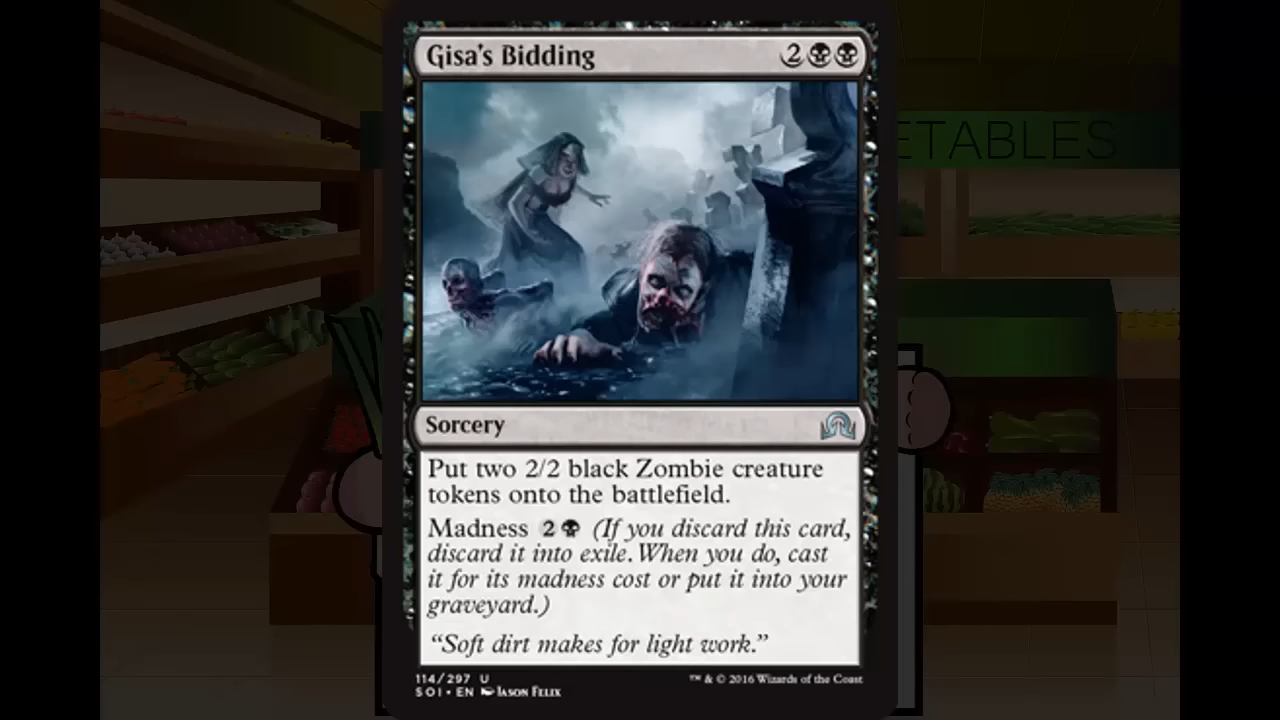 Gisa's Bidding 2
ETABLES
Sorcery
Put two 2/2 black Zombie creature
tokens onto the battlefield.
Madness 2 (If you discard this card,
discard it into exile. When you do, cast
it for its madness cost or put it into your
graveyard.)
“Soft dirt makes for light work.”
114/297 U
SOI • EN Jason Felix
™ & © 2016 Wizards of the Coast